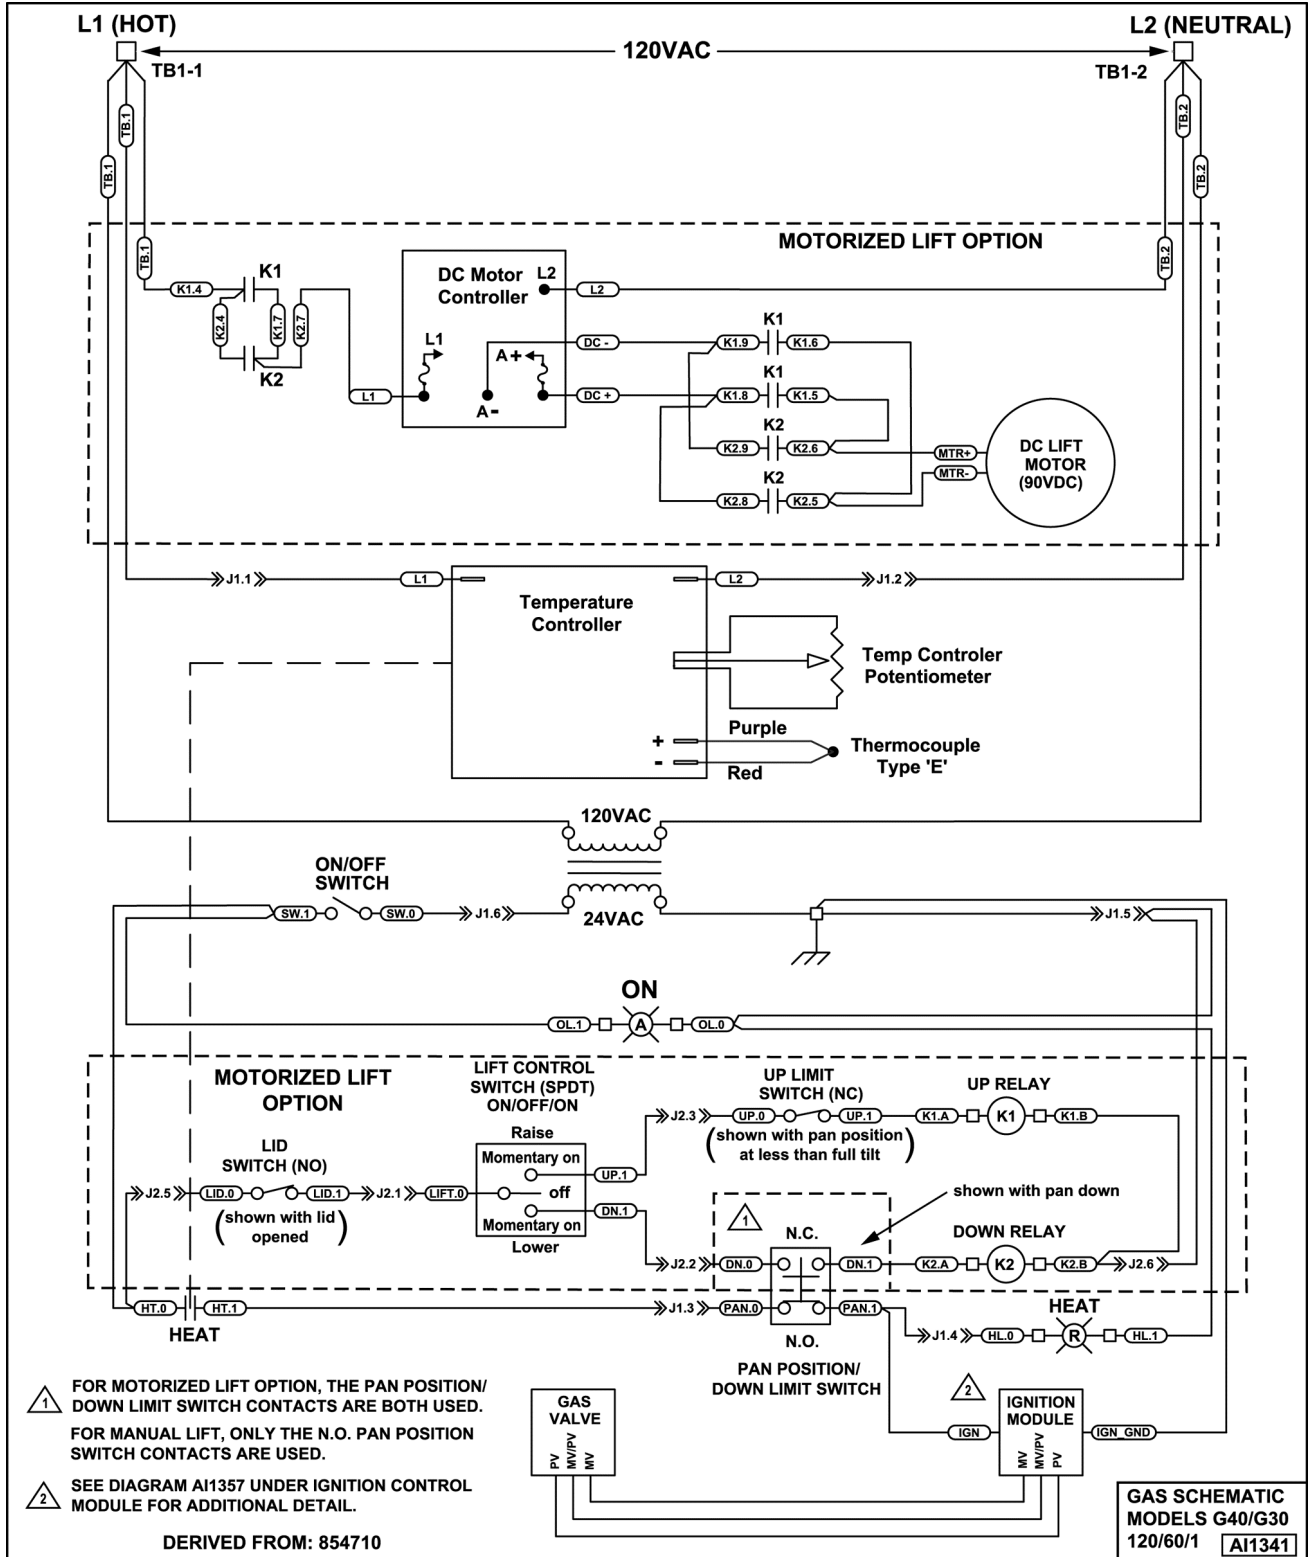 L1 (HOT)
L2 (NEUTRAL)
120VAC
TB1-1
TB1-2
TB.1
TB.1
TB.1
TB.2
TB.2
TB.2
MOTORIZED LIFT OPTION
K1.4
K1
K2.4
K1.7
K2.7
K2
L1
DC Motor
Controller
L2
L1
A+
A-
L2
DC -
DC +
K1
K1.9
K1.6
K1
K1.8
K1.5
K2
K2.9
K2.6
K2
K2.8
K2.5
MTR+
MTR-
DC LIFT
MOTOR
(90VDC)
J1.1
L1
L2
J1.2
Temperature
Controller
Temp Controler
Potentiometer
+
-
Purple
Red
Thermocouple
Type 'E'
120VAC
24VAC
ON/OFF
SWITCH
SW.1
SW.0
J1.6
J1.5
ON
OL.1
A
OL.0
MOTORIZED LIFT
OPTION
LIFT CONTROL
SWITCH (SPDT)
ON/OFF/ON
Raise
Momentary on
off
Momentary on
Lower
UP LIMIT
SWITCH (NC)
(shown with pan position
at less than full tilt)
UP RELAY
J2.3
UP.0
UP.1
K1.A
K1
K1.B
LID
SWITCH (NO)
J2.5
LID.0
LID.1
J2.1
LIFT.0
(shown with lid
opened)
UP.1
DN.1
shown with pan down
1
N.C.
DOWN RELAY
J2.2
DN.0
DN.1
K2.A
K2
K2.B
J2.6
HT.0
HT.1
HEAT
J1.3
PAN.0
PAN.1
N.O.
PAN POSITION/
DOWN LIMIT SWITCH
HEAT
J1.4
HL.0
R
HL.1
1
FOR MOTORIZED LIFT OPTION, THE PAN POSITION/
DOWN LIMIT SWITCH CONTACTS ARE BOTH USED.
FOR MANUAL LIFT, ONLY THE N.O. PAN POSITION
SWITCH CONTACTS ARE USED.
2
SEE DIAGRAM AI1357 UNDER IGNITION CONTROL
MODULE FOR ADDITIONAL DETAIL.
DERIVED FROM: 854710
GAS
VALVE
PV
MV/PV
MV
2
IGNITION
MODULE
MV
MV/PV
PV
IGN
IGN_GND
GAS SCHEMATIC
MODELS G40/G30
120/60/1
AI1341